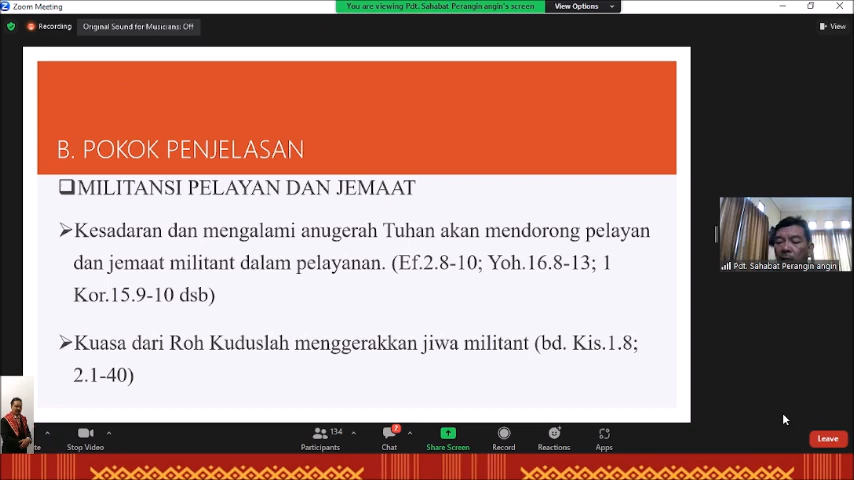 Zoom Meeting
You are viewing Pdt. Sahabat Perangin angin's screen
View Options
Recording
Original Sound for Musicians: Off
View
B. POKOK PENJELASAN
MILITANSI PELAYAN DAN JEMAAT
Kesadaran dan mengalami anugerah Tuhan akan mendorong pelayan
dan jemaat militant dalam pelayanan. (Ef.2.8-10; Yoh.16.8-13; 1
Kor.15.9-10 dsb)
Kuasa dari Roh Kuduslah menggerakkan jiwa militant (bd. Kis.1.8;
2.1-40)
Pdt. Sahabat Perangin angin
134
7
te
Stop Video
Participants
Chat
Share Screen
Record
Reactions
Apps
Leave